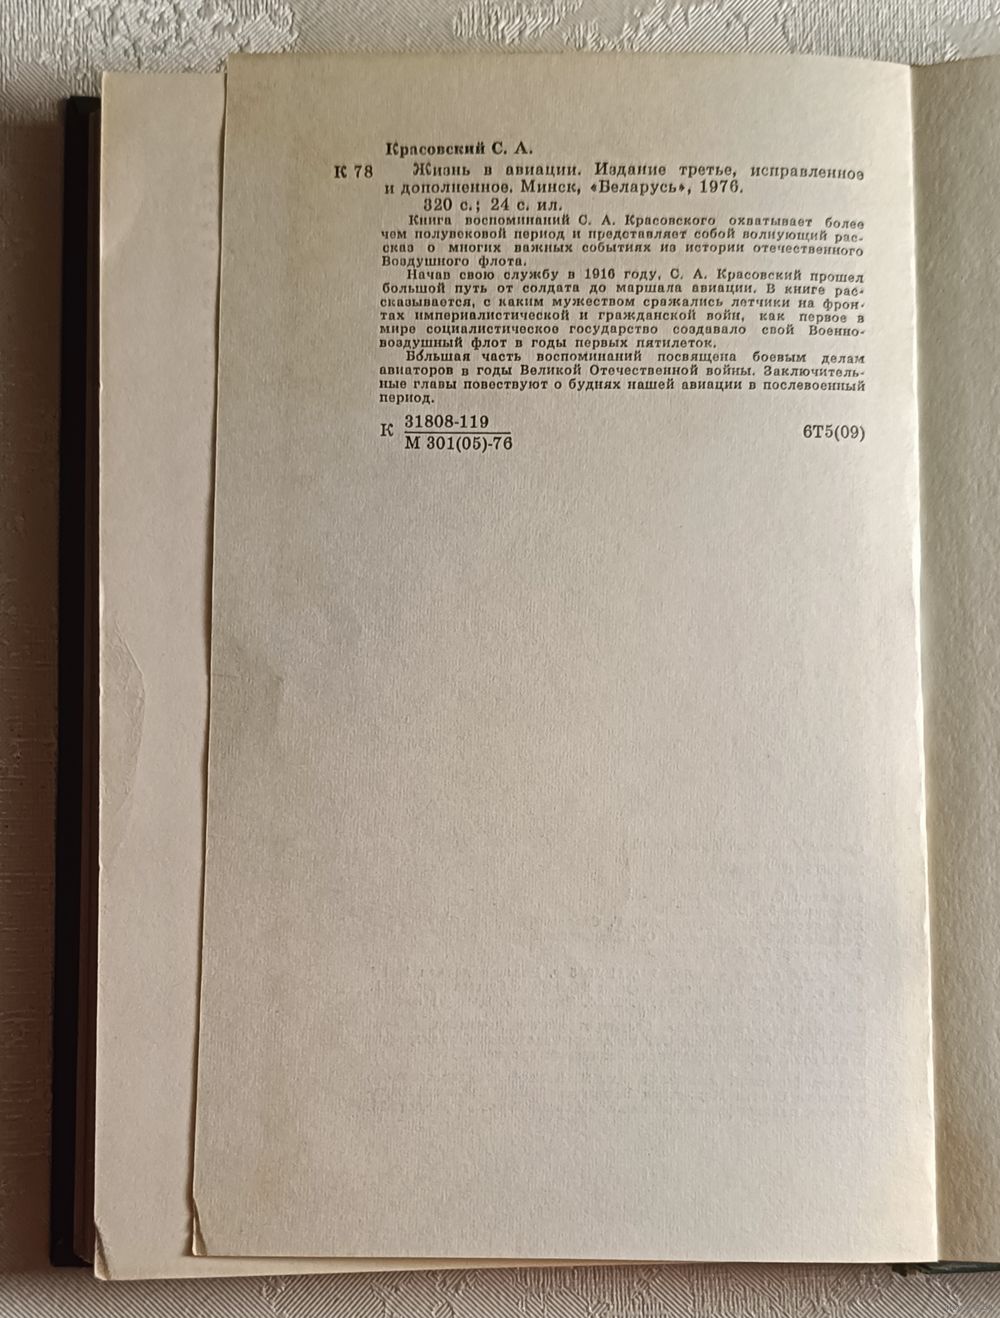 Красовский С. А.
К 78 Жизнь в авиации. Издание третье, исправленное
и дополненное. Минск, «Беларусь», 1976.
320 с.; 24 с. ил.
Книга воспоминаний С. А. Красовского охватывает более
чем полувековой период и представляет собой волнующий рас-
сказ о многих важных событиях из истории отечественного
Воздушного флота.
Начав свою службу в 1916 году, С. А. Красовский прошел
большой путь от солдата до маршала авиации. В книге рас-
сказывается, с каким мужеством сражались летчики на фрон-
тах империалистической и гражданской войн, как первое в
мире социалистическое государство создавало свой Военно-
воздушный флот в годы первых пятилеток.
Бо́льшая часть воспоминаний посвящена боевым делам
авиаторов в годы Великой Отечественной войны. Заключитель-
ные главы повествуют о буднях нашей авиации в послевоенный
период.
31808-119
К 6Т5(09)
М 301(05)-76